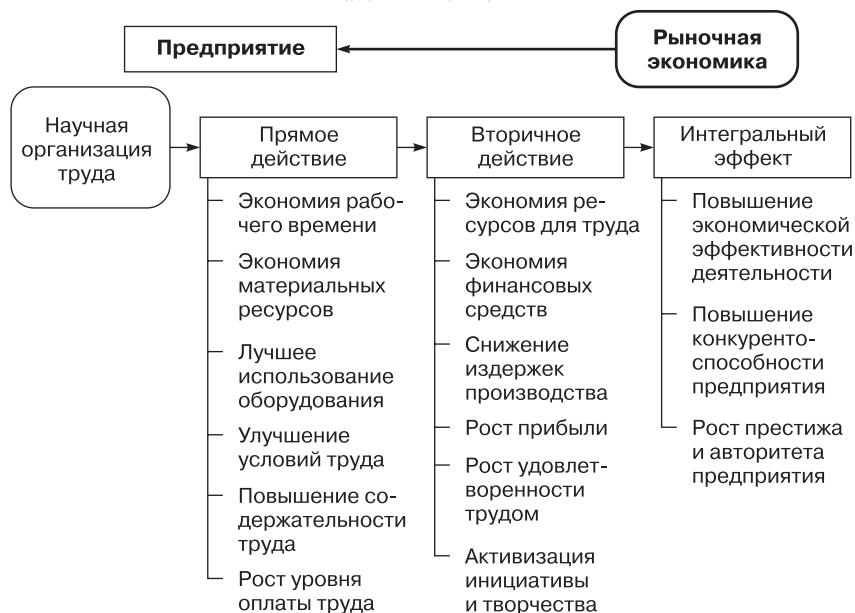 Предприятие
Рыночная
экономика
Научная
организация
труда
Прямое
действие
Экономия рабо-
чего времени
Экономия
материальных
ресурсов
Лучшее
использование
оборудования
Улучшение
условий труда
Повышение со-
держательности
труда
Рост уровня
оплаты труда
Вторичное
действие
Экономия ре-
сурсов для труда
Экономия
финансовых
средств
Снижение
издержек
производства
Рост прибыли
Рост удовлет-
воренности
трудом
Активизация
инициативы
и творчества
Интегральный
эффект
Повышение
экономической
эффективности
деятельности
Повышение
конкуренто-
способности
предприятия
Рост престижа
и авторитета
предприятия